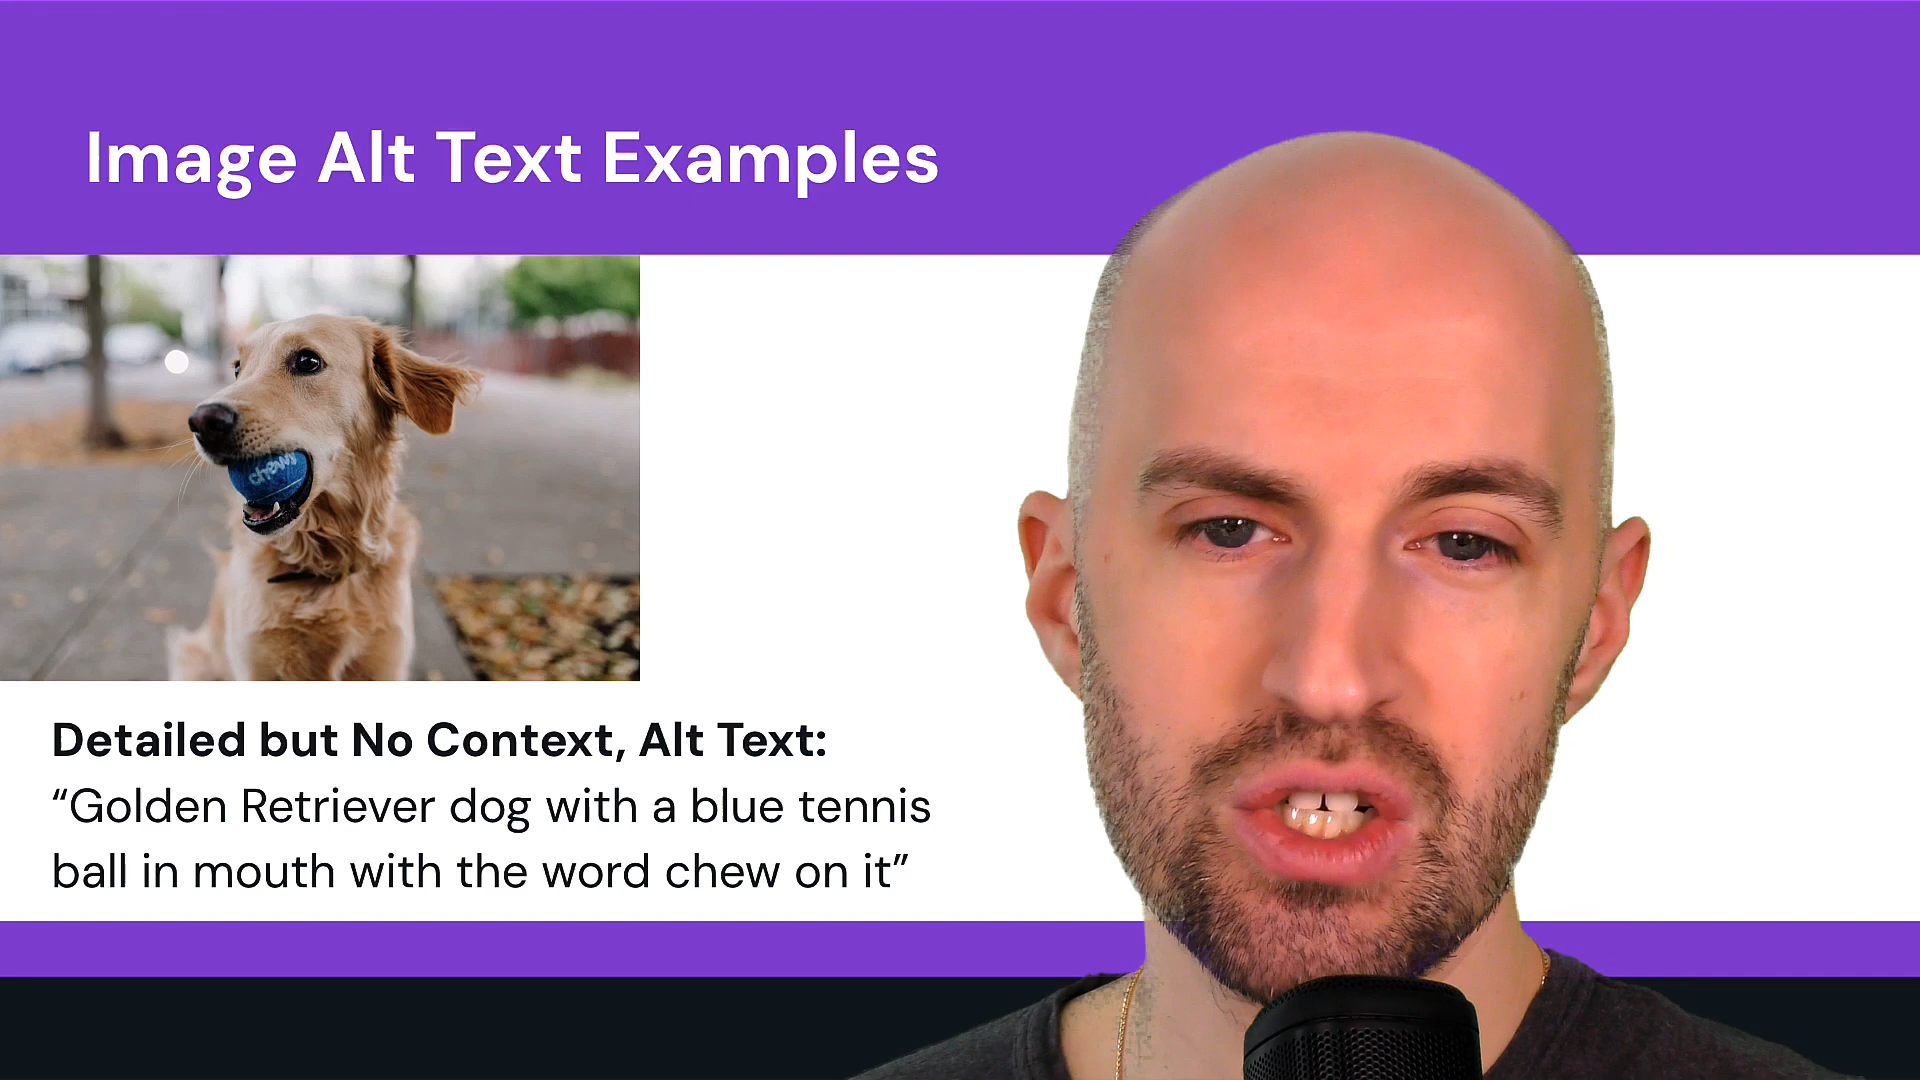 Image Alt Text Examples
chew
Detailed but No Context, Alt Text:
“Golden Retriever dog with a blue tennis
ball in mouth with the word chew on it”